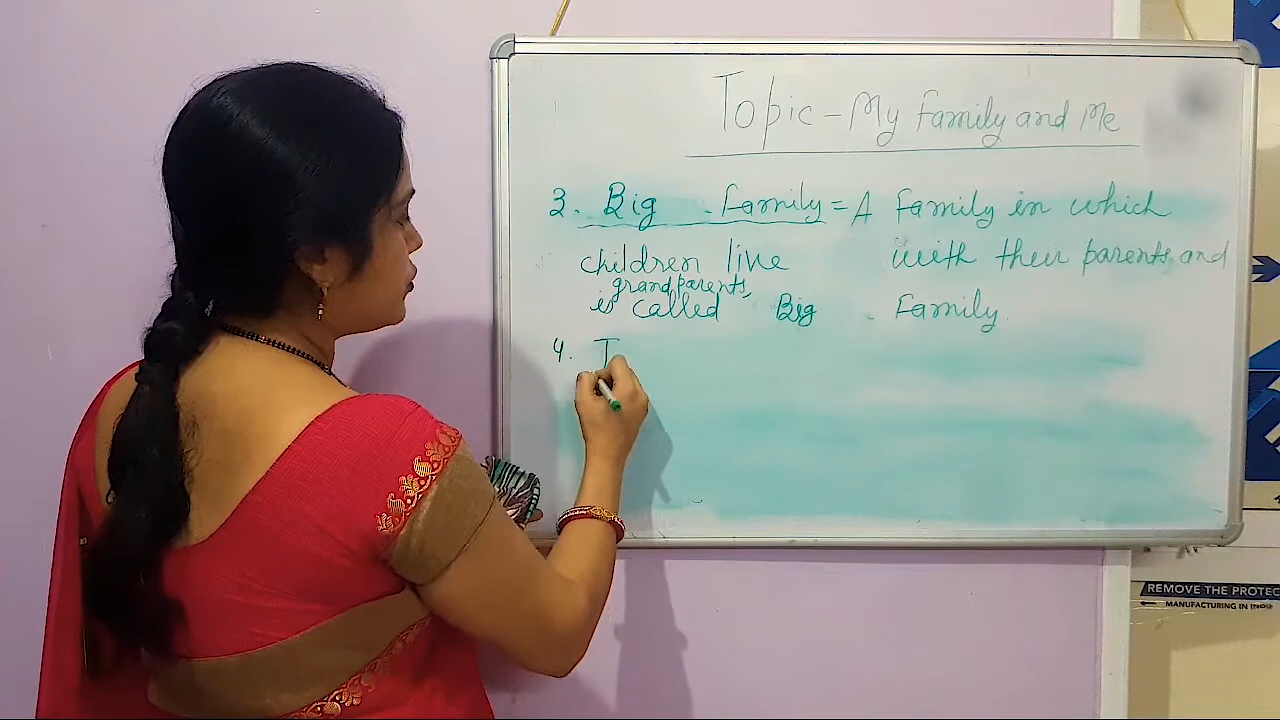 Topic - My Family and Me
3. Big Family = A Family in which
children live with their parents and
grandparents,
is called Big Family.
4. I
REMOVE THE PROTEC
MANUFACTURING IN